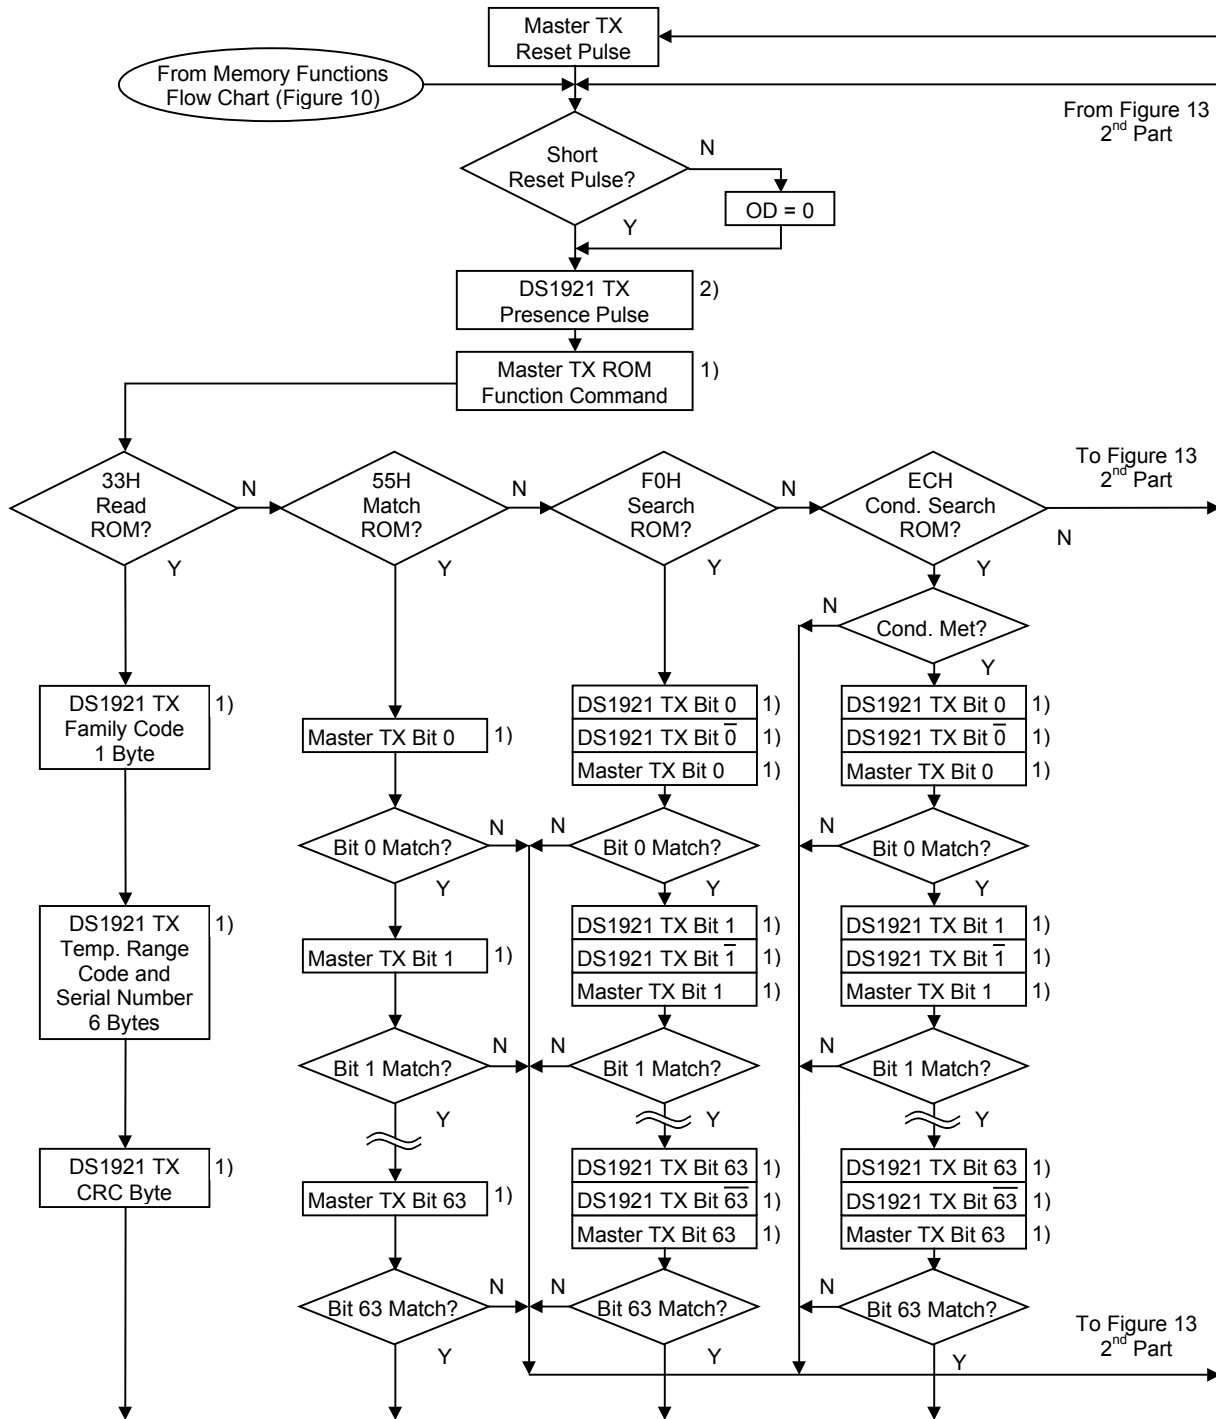 Master TX
Reset Pulse
From Memory Functions
Flow Chart (Figure 10)
From Figure 13
2nd Part
Short
Reset Pulse?
N
OD = 0
Y
DS1921 TX
Presence Pulse
2)
Master TX ROM
Function Command
1)
33H
Read
ROM?
N
Y
55H
Match
ROM?
N
Y
F0H
Search
ROM?
N
Y
ECH
Cond. Search
ROM?
N
Y
To Figure 13
2nd Part
Cond. Met?
N
Y
DS1921 TX
Family Code
1 Byte
1)
Master TX Bit 0
1)
DS1921 TX Bit 0
1)
DS1921 TX Bit 0̅
1)
Master TX Bit 0
1)
DS1921 TX Bit 0
1)
DS1921 TX Bit 0̅
1)
Master TX Bit 0
1)
Bit 0 Match?
N
Y
N
Bit 0 Match?
Y
N
Bit 0 Match?
Y
DS1921 TX
Temp. Range
Code and
Serial Number
6 Bytes
1)
Master TX Bit 1
1)
DS1921 TX Bit 1
1)
DS1921 TX Bit 1̅
1)
Master TX Bit 1
1)
DS1921 TX Bit 1
1)
DS1921 TX Bit 1̅
1)
Master TX Bit 1
1)
Bit 1 Match?
N
Y
N
Bit 1 Match?
Y
N
Bit 1 Match?
Y
DS1921 TX
CRC Byte
1)
Master TX Bit 63
1)
DS1921 TX Bit 63
1)
DS1921 TX Bit 6̅3̅
1)
Master TX Bit 63
1)
DS1921 TX Bit 63
1)
DS1921 TX Bit 6̅3̅
1)
Master TX Bit 63
1)
Bit 63 Match?
N
Y
N
Bit 63 Match?
Y
N
Bit 63 Match?
Y
To Figure 13
2nd Part